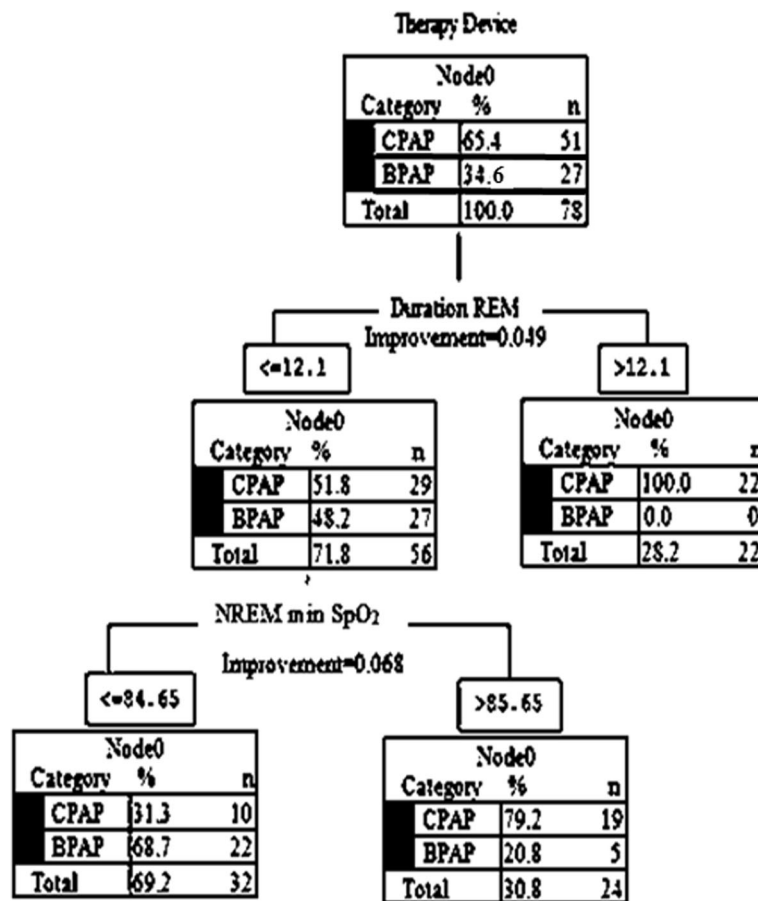 Therapy Device
Node0
Category % n
CPAP 65.4 51
BPAP 34.6 27
Total 100.0 78
Duration REM
Improvement=0.049
<=12.1
>12.1
Node0
Category % n
CPAP 51.8 29
BPAP 48.2 27
Total 71.8 56
Node0
Category % n
CPAP 100.0 22
BPAP 0.0 0
Total 28.2 22
NREM min SpO₂
Improvement=0.068
<=84.65
>85.65
Node0
Category % n
CPAP 31.3 10
BPAP 68.7 22
Total 69.2 32
Node0
Category % n
CPAP 79.2 19
BPAP 20.8 5
Total 30.8 24